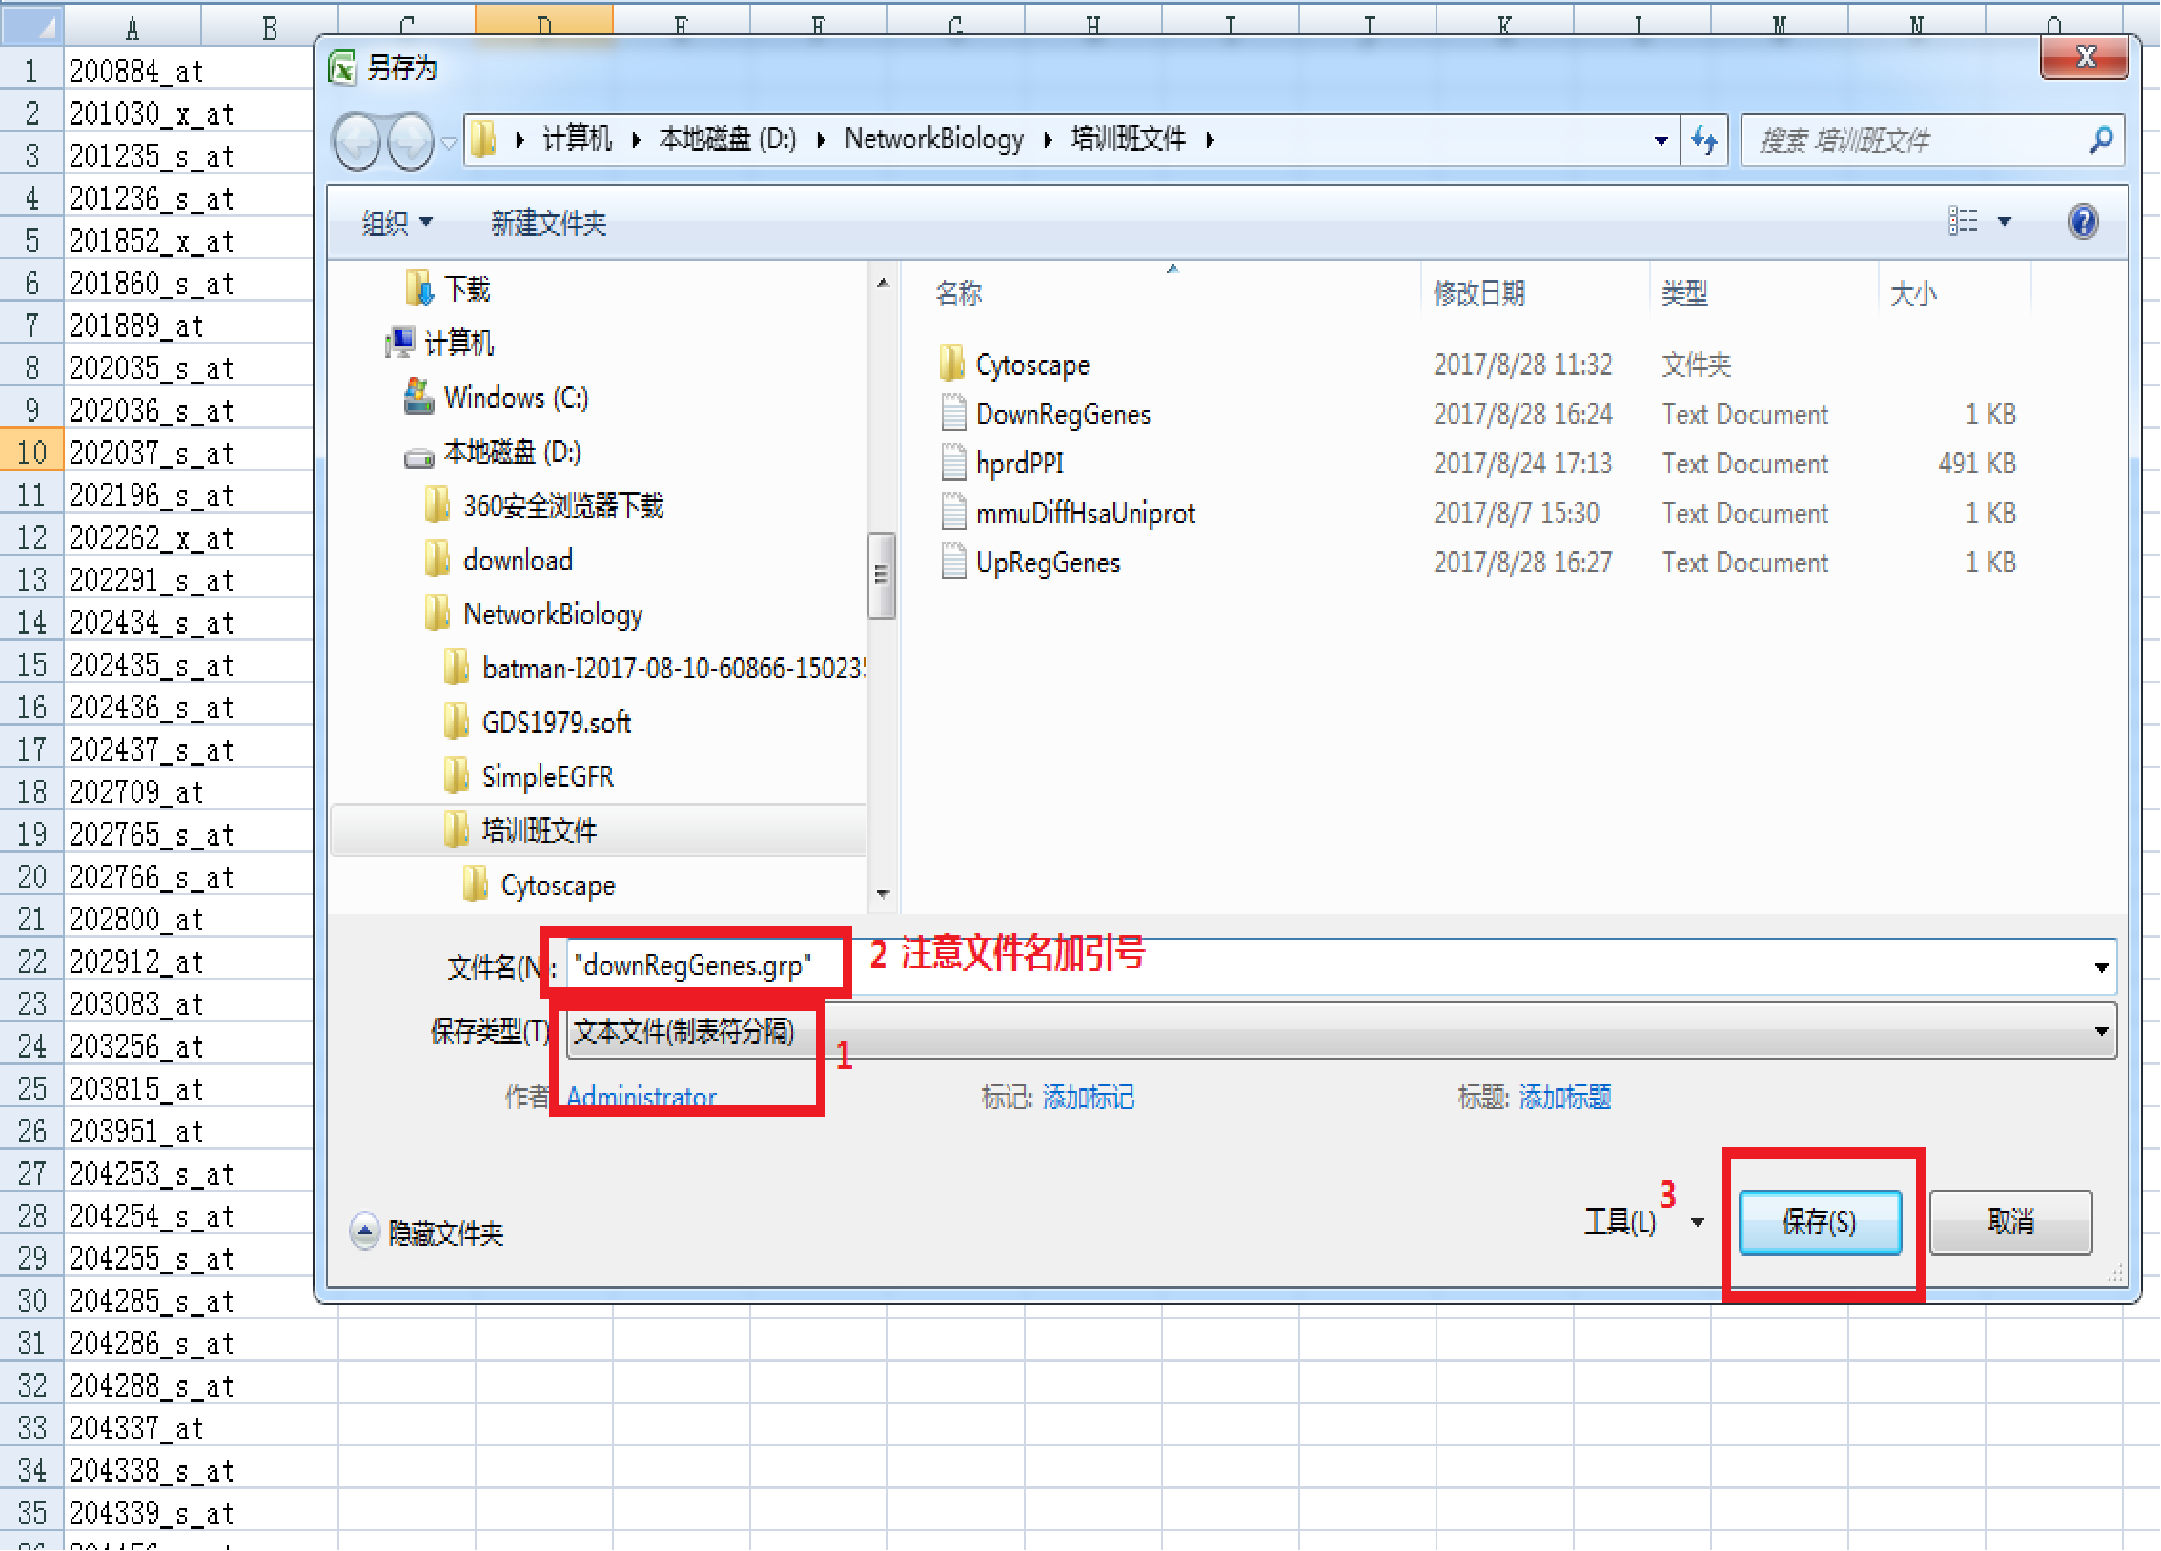 A B C D E F G H I J K L M N O
1 200884_at
2 201030_x_at
3 201235_s_at
4 201236_s_at
5 201852_x_at
6 201860_s_at
7 201889_at
8 202035_s_at
9 202036_s_at
10 202037_s_at
11 202196_s_at
12 202262_x_at
13 202291_s_at
14 202434_s_at
15 202435_s_at
16 202436_s_at
17 202437_s_at
18 202709_at
19 202765_s_at
20 202766_s_at
21 202800_at
22 202912_at
23 203083_at
24 203256_at
25 203815_at
26 203951_at
27 204253_s_at
28 204254_s_at
29 204255_s_at
30 204285_s_at
31 204286_s_at
32 204288_s_at
33 204337_at
34 204338_s_at
35 204339_s_at
另存为
计算机 本地磁盘 (D:) NetworkBiology 培训班文件
搜索 培训班文件
组织 新建文件夹
下载
计算机
Windows (C:)
本地磁盘 (D:)
360安全浏览器下载
download
NetworkBiology
batman-I2017-08-10-60866-15023
GDS1979.soft
SimpleEGFR
培训班文件
Cytoscape
名称 修改日期 类型 大小
Cytoscape 2017/8/28 11:32 文件夹
DownRegGenes 2017/8/28 16:24 Text Document 1 KB
hprdPPI 2017/8/24 17:13 Text Document 491 KB
mmuDiffHsaUniprot 2017/8/7 15:30 Text Document 1 KB
UpRegGenes 2017/8/28 16:27 Text Document 1 KB
文件名(N): "downRegGenes.grp" 2 注意文件名加引号
保存类型(T) 文本文件(制表符分隔) 1
作者 Administrator 标记: 添加标记 标题: 添加标题
隐藏文件夹 工具(L) 3 保存(S) 取消